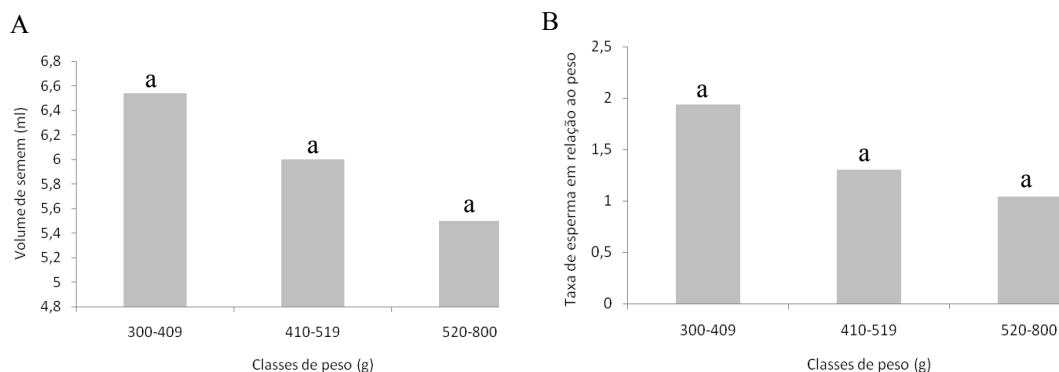 A
Volume de semem (ml)
6,8
6,6
6,4
6,2
6
5,8
5,6
5,4
5,2
5
4,8
a
a
a
300-409
410-519
520-800
Classes de peso (g)
B
Taxa de esperma em relação ao peso
2,5
2
1,5
1
0,5
0
a
a
a
300-409
410-519
520-800
Classes de peso (g)